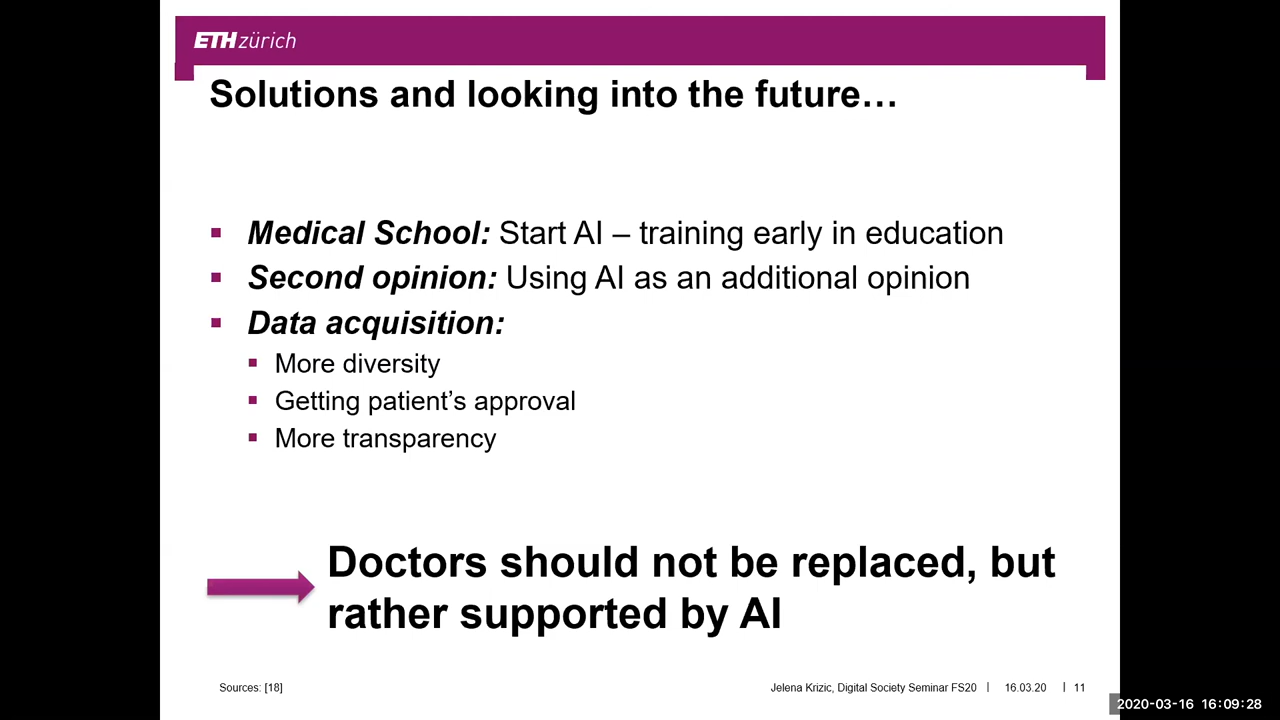 ETH zürich
Solutions and looking into the future…
▪ Medical School: Start AI – training early in education
▪ Second opinion: Using AI as an additional opinion
▪ Data acquisition:
▪ More diversity
▪ Getting patient’s approval
▪ More transparency
Doctors should not be replaced, but
rather supported by AI
Sources: [18]
Jelena Krizic, Digital Society Seminar FS20 | 16.03.20 | 11
2020-03-16 16:09:28